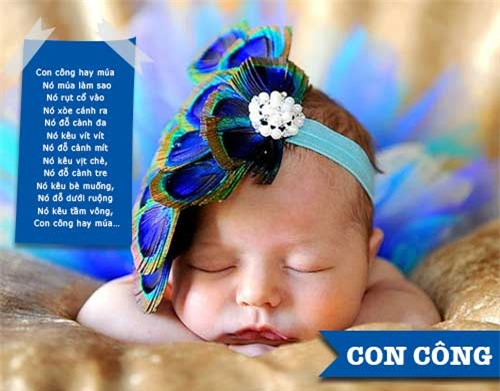 Con công hay múa
Nó múa làm sao
Nó rụt cổ vào
Nó xòe cánh ra
Nó đỗ cành đa
Nó kêu vít vít
Nó đỗ cành mít
Nó kêu vịt chè,
Nó đỗ cành tre
Nó kêu bè muống,
Nó đỗ dưới ruộng
Nó kêu tầm vông,
Con công hay múa...
CON CÔNG